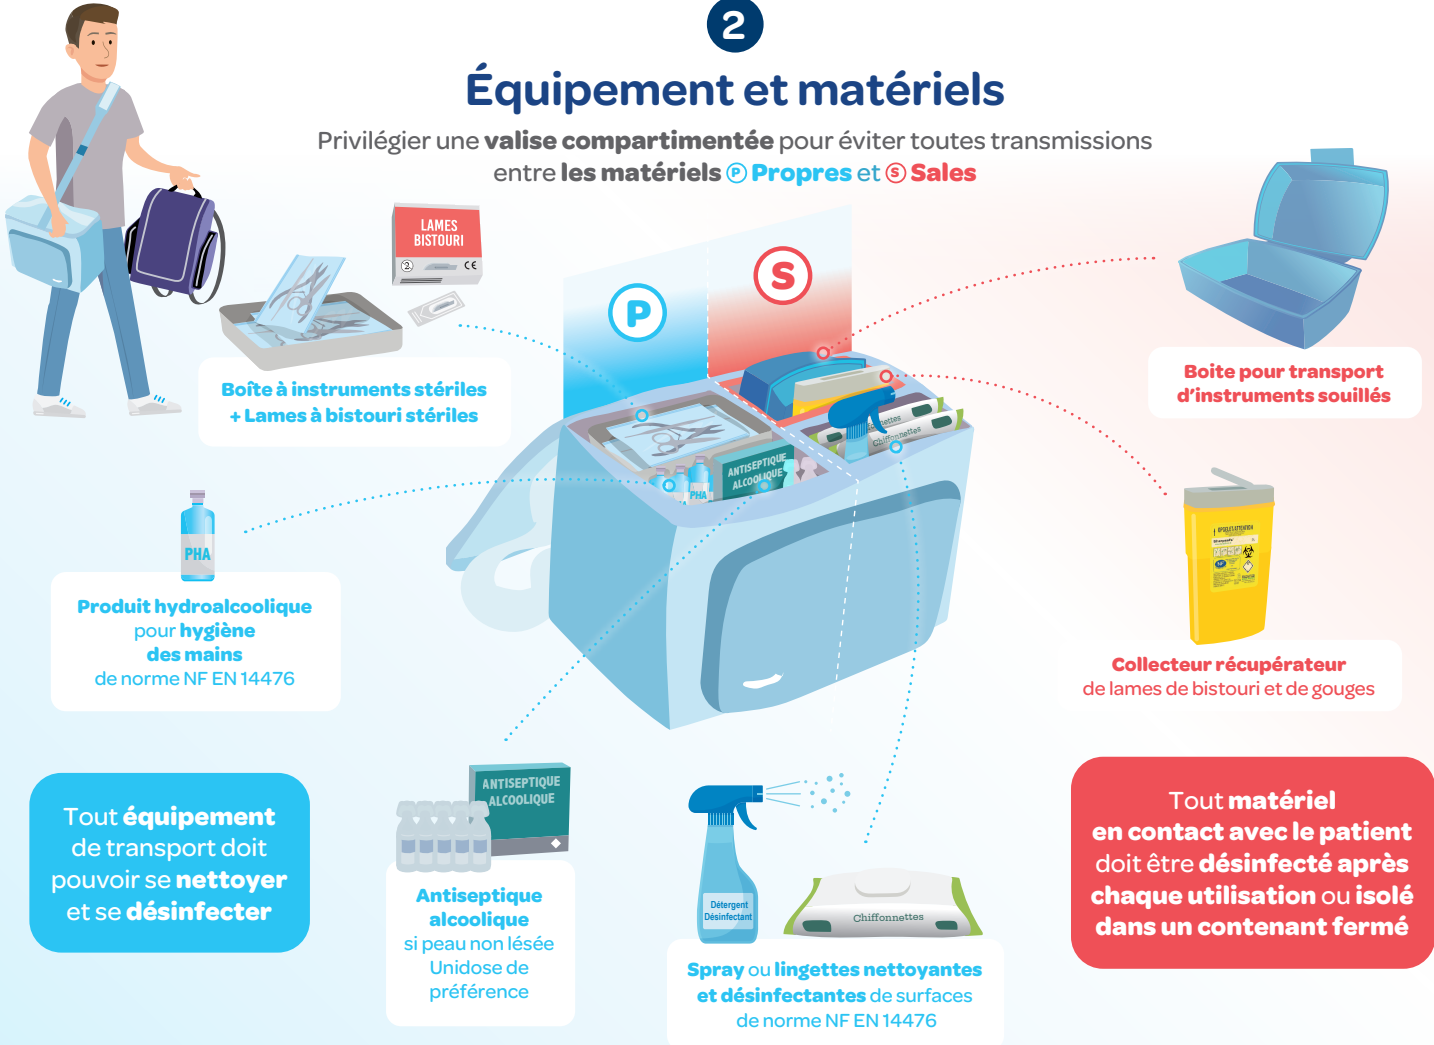 2
Équipement et matériels
Privilégier une valise compartimentée pour éviter toutes transmissions
entre les matériels P Propres et S Sales
LAMES
BISTOURI
2
CE
P
S
Boîte à instruments stériles
+ Lames à bistouri stériles
Boite pour transport
d'instruments souillés
Chiffonnettes
PHA
ANTISEPTIQUE
ALCOOLIQUE
PHA
Produit hydroalcoolique
pour hygiène
des mains
de norme NF EN 14476
Collecteur récupérateur
de lames de bistouri et de gouges
Tout équipement
de transport doit
pouvoir se nettoyer
et se désinfecter
ANTISEPTIQUE
ALCOOLIQUE
Antiseptique
alcoolique
si peau non lésée
Unidose de
préférence
Détergent
Désinfectant
Chiffonnettes
Spray ou lingettes nettoyantes
et désinfectantes de surfaces
de norme NF EN 14476
Tout matériel
en contact avec le patient
doit être désinfecté après
chaque utilisation ou isolé
dans un contenant fermé